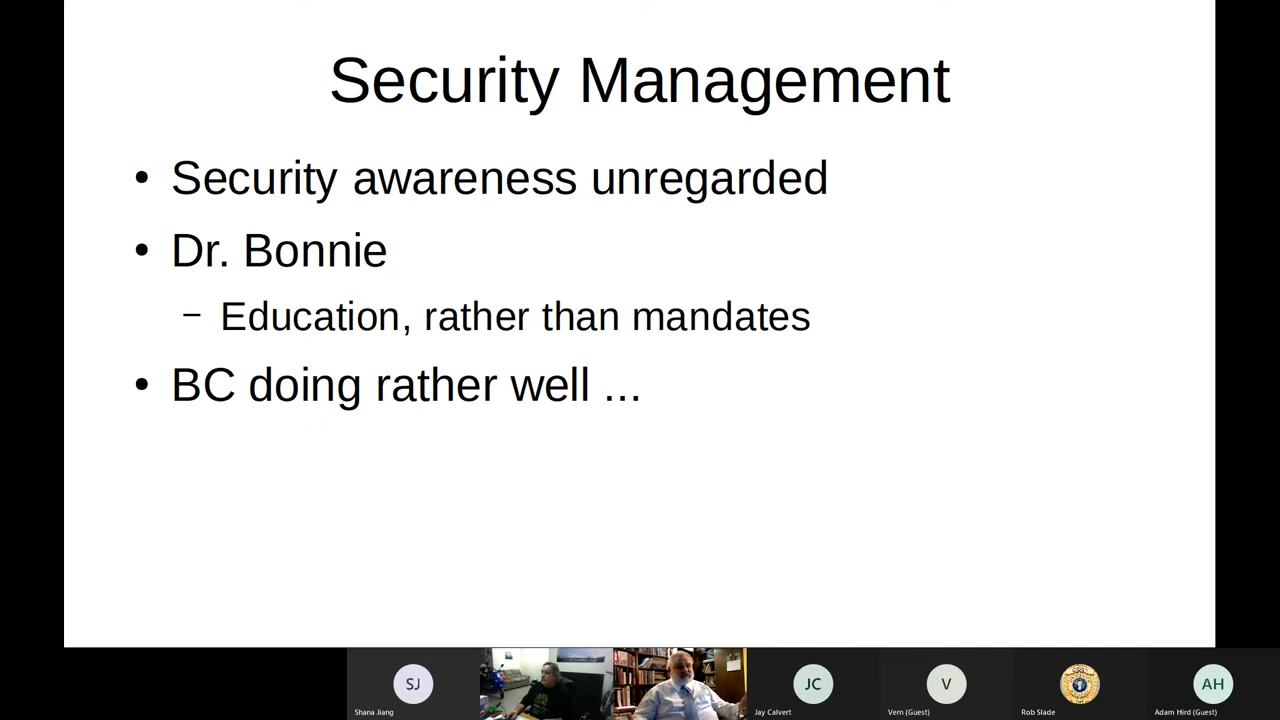 Security Management
• Security awareness unregarded
• Dr. Bonnie
– Education, rather than mandates
• BC doing rather well ...
SJ
JC
V
AH
Shana Jiang
Jay Calvert
Vern (Guest)
Rob Slade
Adam Hird (Guest)